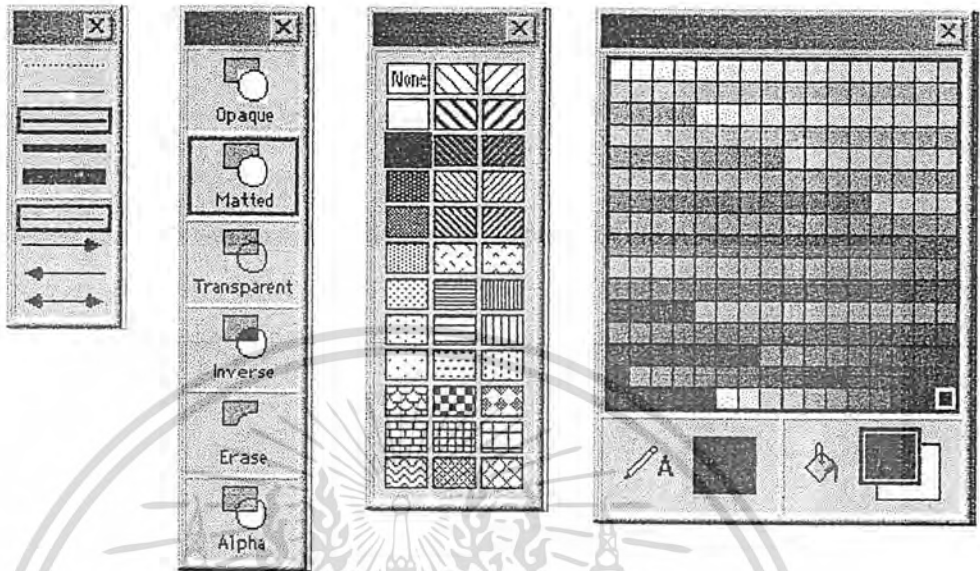 Opaque
Matted
Transparent
Inverse
Erase
Alpha
None
A